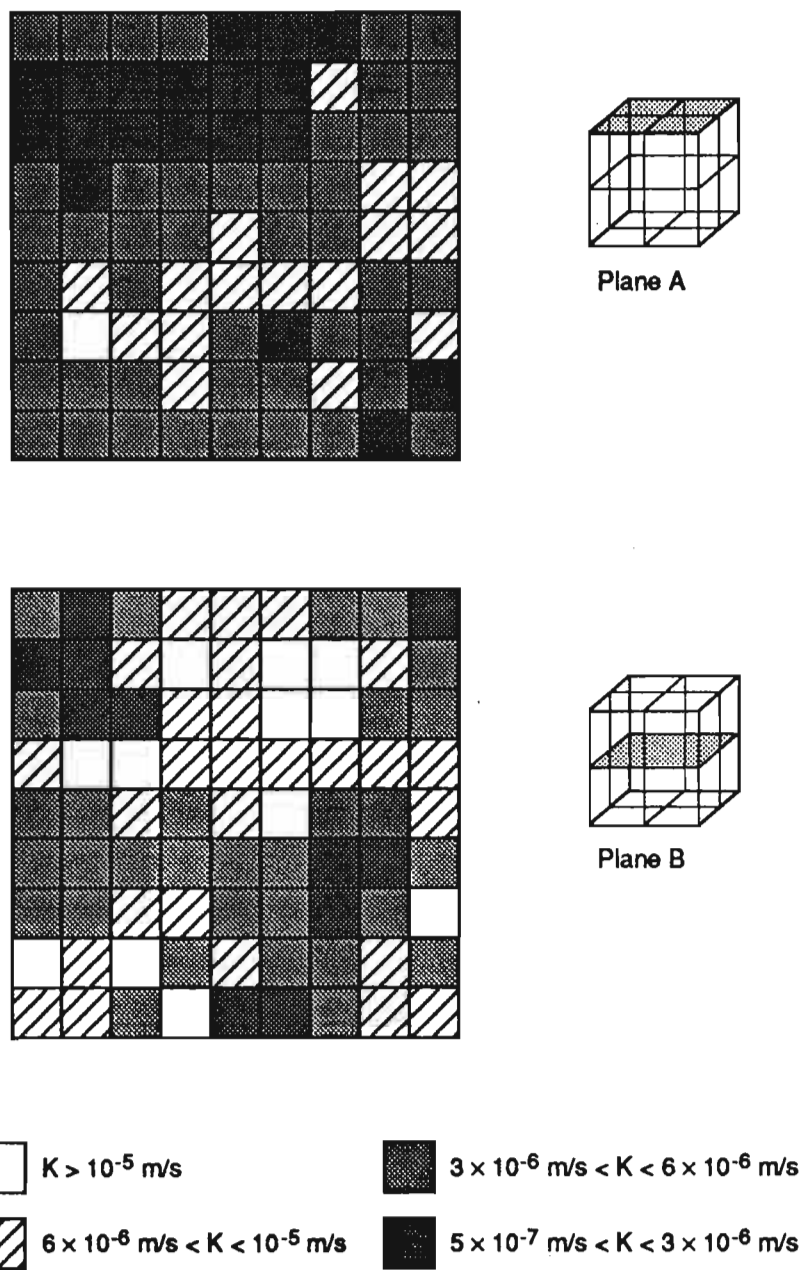 Plane A
Plane B
K > 10⁻⁵ m/s
3 × 10⁻⁶ m/s < K < 6 × 10⁻⁶ m/s
6 × 10⁻⁶ m/s < K < 10⁻⁵ m/s
5 × 10⁻⁷ m/s < K < 3 × 10⁻⁶ m/s